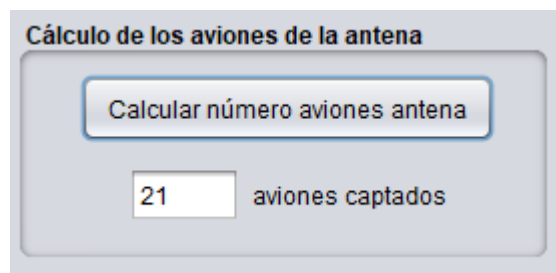 Cálculo de los aviones de la antena
Calcular número aviones antena
21 aviones captados